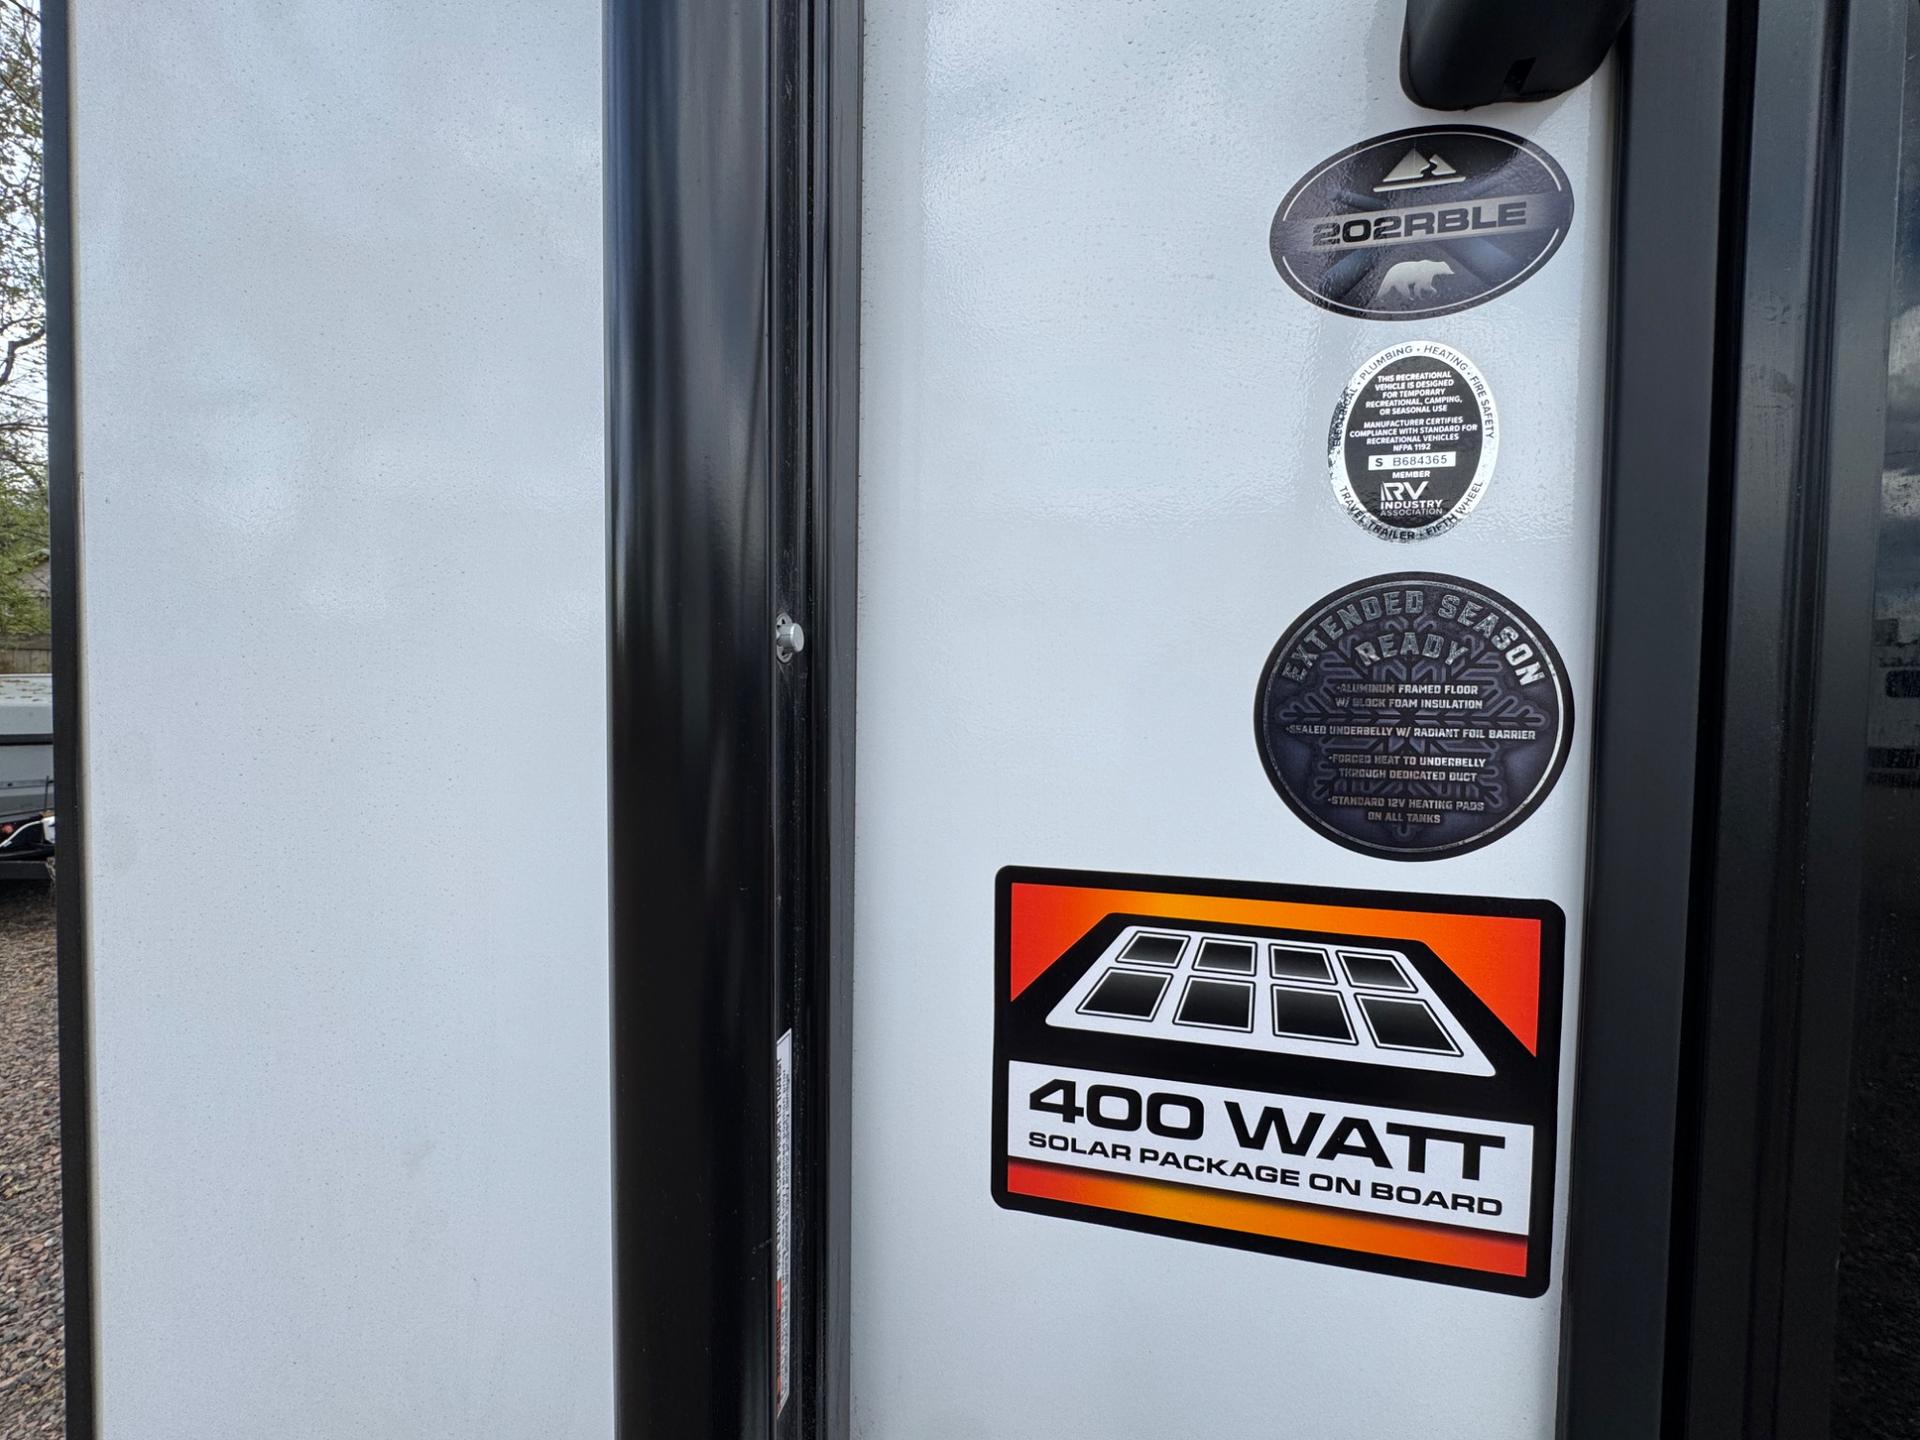 202RBLE
ELECTRICAL • PLUMBING • HEATING • FIRE SAFETY
THIS RECREATIONAL
VEHICLE IS DESIGNED
FOR TEMPORARY
RECREATIONAL, CAMPING,
OR SEASONAL USE
MANUFACTURER CERTIFIES
COMPLIANCE WITH STANDARD FOR
RECREATIONAL VEHICLES
NFPA 1192
S B684365
MEMBER
RV
INDUSTRY
ASSOCIATION
TRAVEL TRAILER • FIFTH WHEEL
EXTENDED SEASON
READY
•ALUMINUM FRAMED FLOOR
W/ BLOCK FOAM INSULATION
•SEALED UNDERBELLY W/ RADIANT FOIL BARRIER
•FORCED HEAT TO UNDERBELLY
THROUGH DEDICATED DUCT
•STANDARD 12V HEATING PADS
ON ALL TANKS
400 WATT
SOLAR PACKAGE ON BOARD